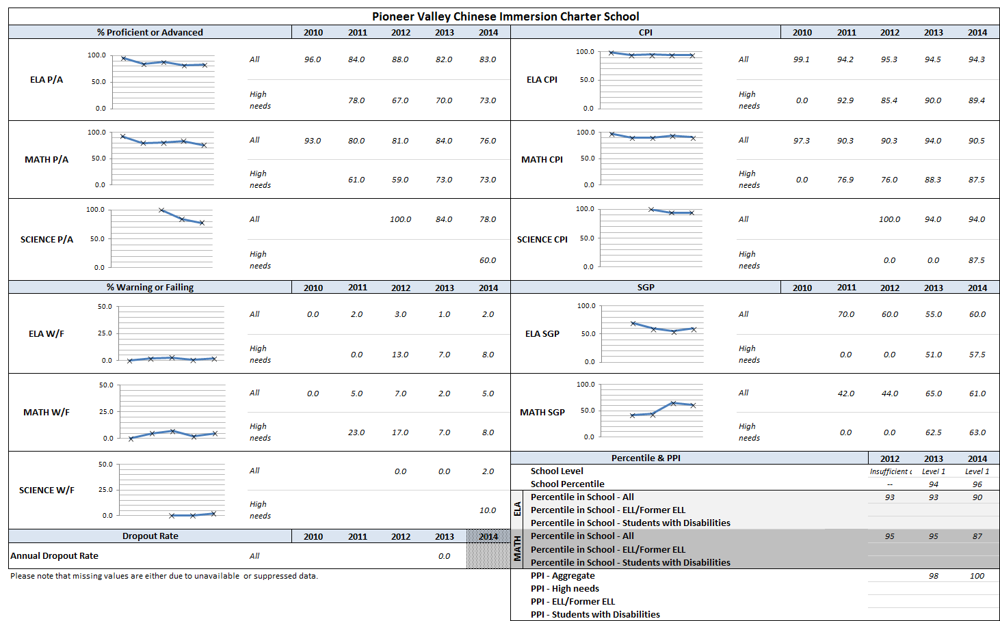 Pioneer Valley Chinese Immersion Charter School
% Proficient or Advanced 2010 2011 2012 2013 2014
100.0
50.0
0.0
ELA P/A
All 96.0 84.0 88.0 82.0 83.0
High needs 78.0 67.0 70.0 73.0
100.0
50.0
0.0
MATH P/A
All 93.0 80.0 81.0 84.0 76.0
High needs 61.0 59.0 73.0 73.0
100.0
50.0
0.0
SCIENCE P/A
All 100.0 84.0 78.0
High needs 60.0
% Warning or Failing 2010 2011 2012 2013 2014
50.0
25.0
0.0
ELA W/F
All 0.0 2.0 3.0 1.0 2.0
High needs 0.0 13.0 7.0 8.0
50.0
25.0
0.0
MATH W/F
All 0.0 5.0 7.0 2.0 5.0
High needs 23.0 17.0 7.0 8.0
50.0
25.0
0.0
SCIENCE W/F
All 0.0 0.0 2.0
High needs 10.0
Dropout Rate 2010 2011 2012 2013 2014
Annual Dropout Rate All 0.0
Please note that missing values are either due to unavailable or suppressed data.
CPI 2010 2011 2012 2013 2014
100.0
50.0
0.0
ELA CPI
All 99.1 94.2 95.3 94.5 94.3
High needs 0.0 92.9 85.4 90.0 89.4
100.0
50.0
0.0
MATH CPI
All 97.3 90.3 90.3 94.0 90.5
High needs 0.0 76.9 76.0 88.3 87.5
100.0
50.0
0.0
SCIENCE CPI
All 100.0 94.0 94.0
High needs 0.0 0.0 87.5
SGP 2010 2011 2012 2013 2014
100.0
50.0
0.0
ELA SGP
All 70.0 60.0 55.0 60.0
High needs 0.0 0.0 51.0 57.5
100.0
50.0
0.0
MATH SGP
All 42.0 44.0 65.0 61.0
High needs 0.0 0.0 62.5 63.0
Percentile & PPI 2012 2013 2014
School Level Insufficient Level 1 Level 1
School Percentile -- 94 96
ELA
Percentile in School - All 93 93 90
Percentile in School - ELL/Former ELL
Percentile in School - Students with Disabilities
MATH
Percentile in School - All 95 95 87
Percentile in School - ELL/Former ELL
Percentile in School - Students with Disabilities
PPI - Aggregate 98 100
PPI - High needs
PPI - ELL/Former ELL
PPI - Students with Disabilities